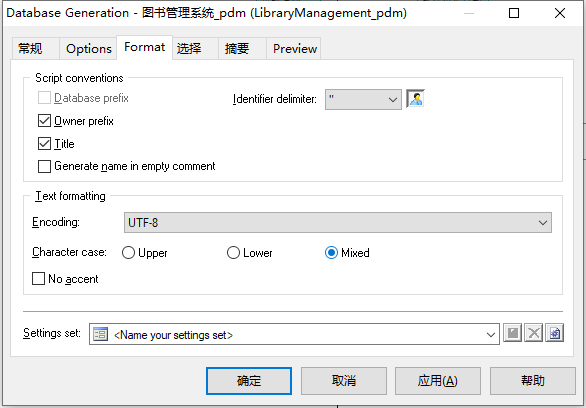 Database Generation - 图书管理系统_pdm (LibraryManagement_pdm)
常规 Options Format 选择 摘要 Preview
Script conventions
Database prefix Identifier delimiter: "
Owner prefix
Title
Generate name in empty comment
Text formatting
Encoding: UTF-8
Character case: Upper Lower Mixed
No accent
Settings set: <Name your settings set>
确定 取消 应用(A) 帮助